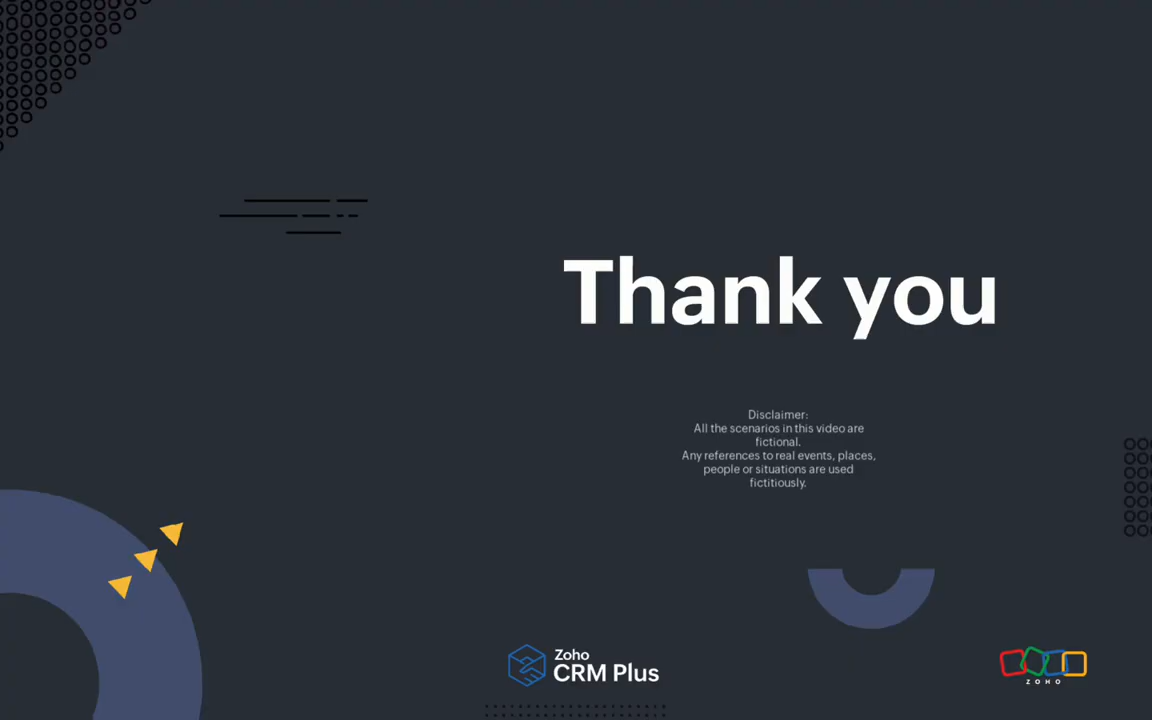 Thank you
Disclaimer:
All the scenarios in this video are
fictional.
Any references to real events, places,
people or situations are used
fictitiously.
Zoho
CRM Plus
ZOHO